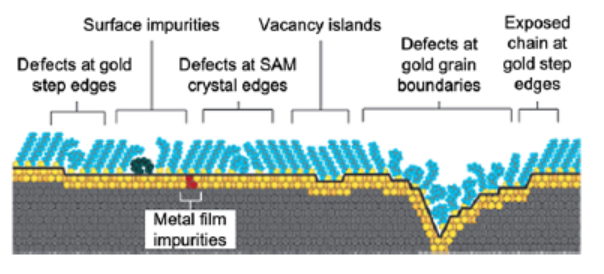 Surface impurities
Vacancy islands
Exposed
chain at
gold step
edges
Defects at
gold grain
boundaries
Defects at gold
step edges
Defects at SAM
crystal edges
Metal film
impurities